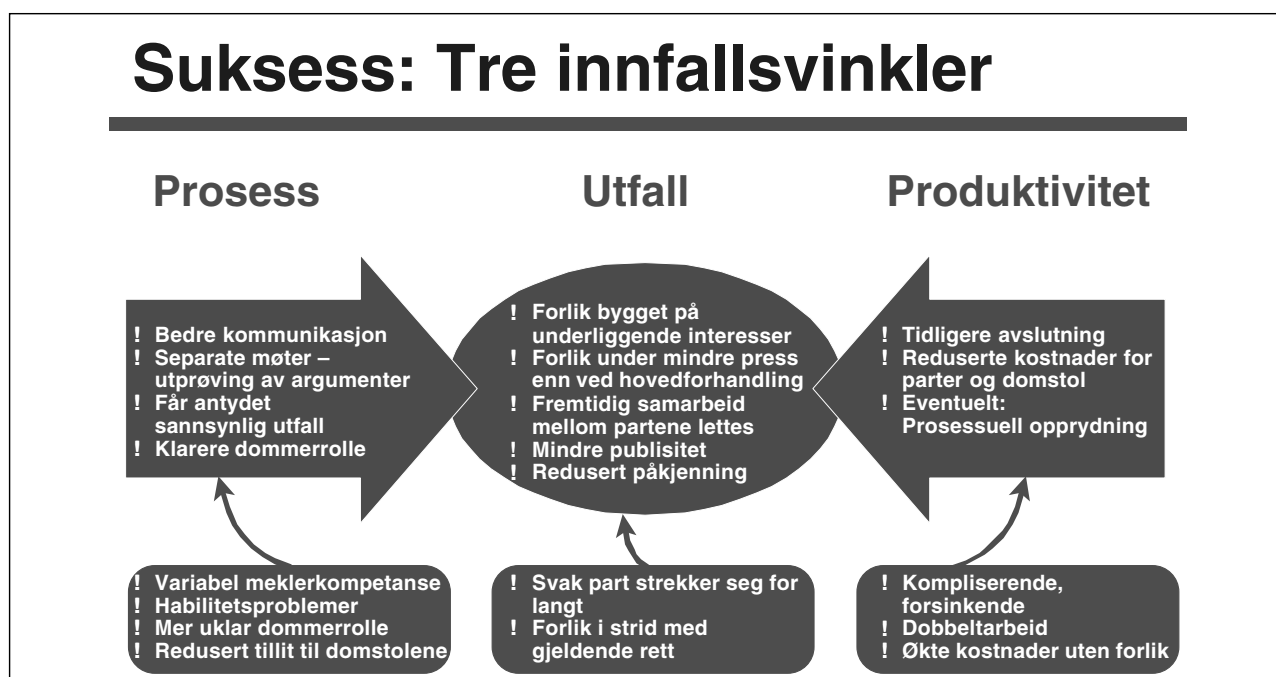 Suksess: Tre innfallsvinkler
Prosess
Utfall
Produktivitet
! Bedre kommunikasjon
! Separate møter –
utprøving av argumenter
! Får antydet
sannsynlig utfall
! Klarere dommerrolle
! Forlik bygget på
underliggende interesser
! Forlik under mindre press
enn ved hovedforhandling
! Fremtidig samarbeid
mellom partene lettes
! Mindre publisitet
! Redusert påkjenning
! Tidligere avslutning
! Reduserte kostnader for
parter og domstol
! Eventuelt:
Prosessuell opprydning
! Variabel meklerkompetanse
! Habilitetsproblemer
! Mer uklar dommerrolle
! Redusert tillit til domstolene
! Svak part strekker seg for
langt
! Forlik i strid med
gjeldende rett
! Kompliserende,
forsinkende
! Dobbeltarbeid
! Økte kostnader uten forlik